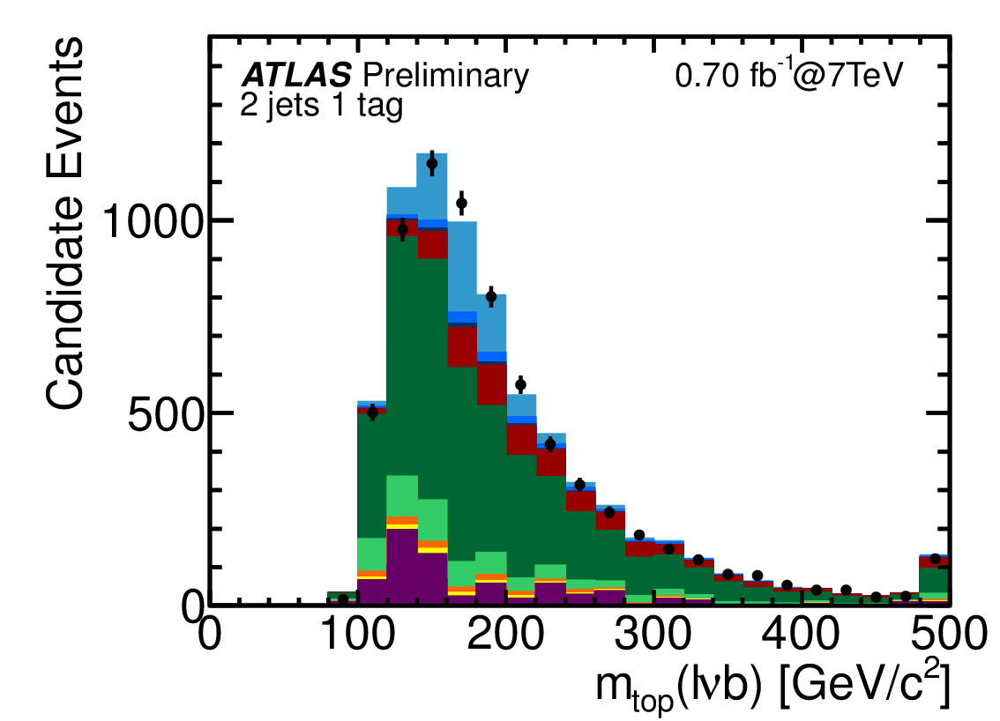 ATLAS Preliminary 0.70 fb⁻¹@7TeV
2 jets 1 tag
Candidate Events
1000
500
0
0 100 200 300 400 500
m_top(lνb) [GeV/c²]